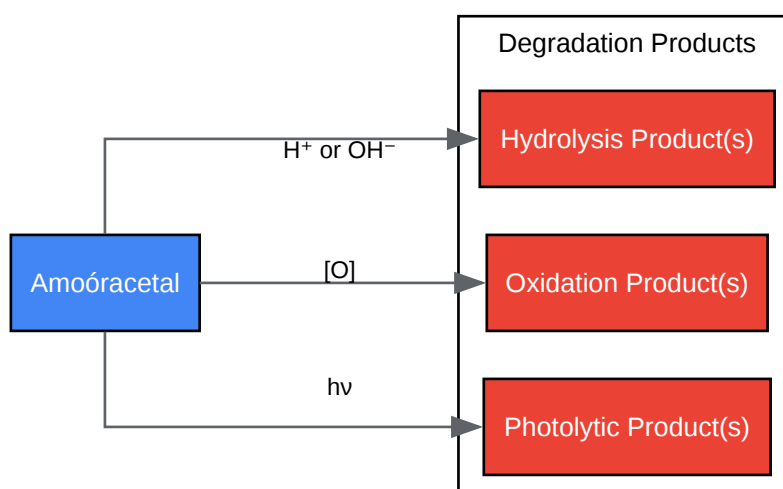 Degradation Products
Hydrolysis Product(s)
H⁺ or OH⁻
Amoóracetal
[O]
Oxidation Product(s)
hν
Photolytic Product(s)